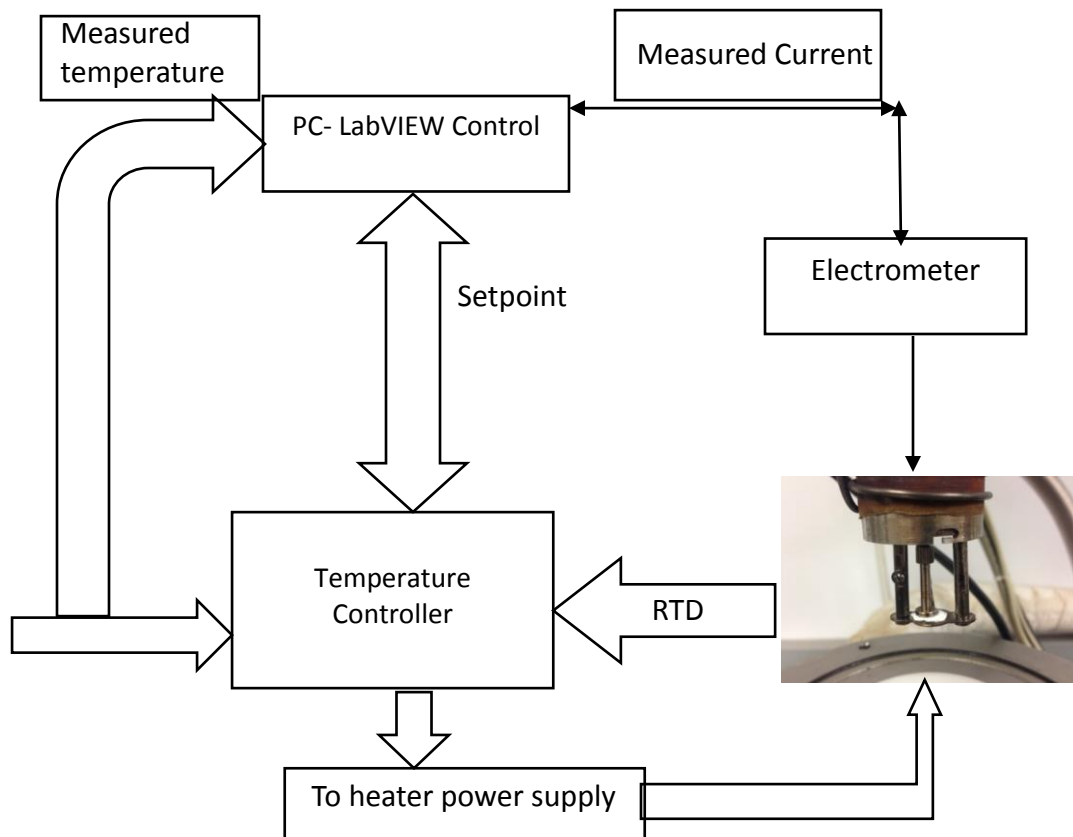 Measured
temperature
Measured Current
PC- LabVIEW Control
Electrometer
Setpoint
Temperature
Controller
RTD
To heater power supply